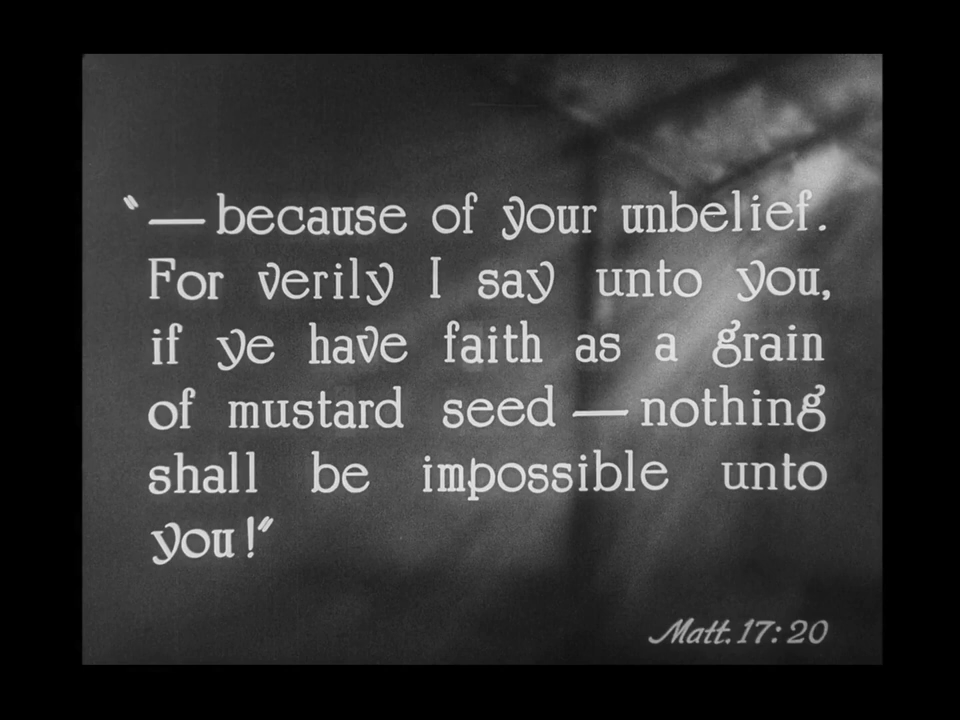 “—because of your unbelief.
For verily I say unto you,
if ye have faith as a grain
of mustard seed—nothing
shall be impossible unto
you!”
Matt. 17:20